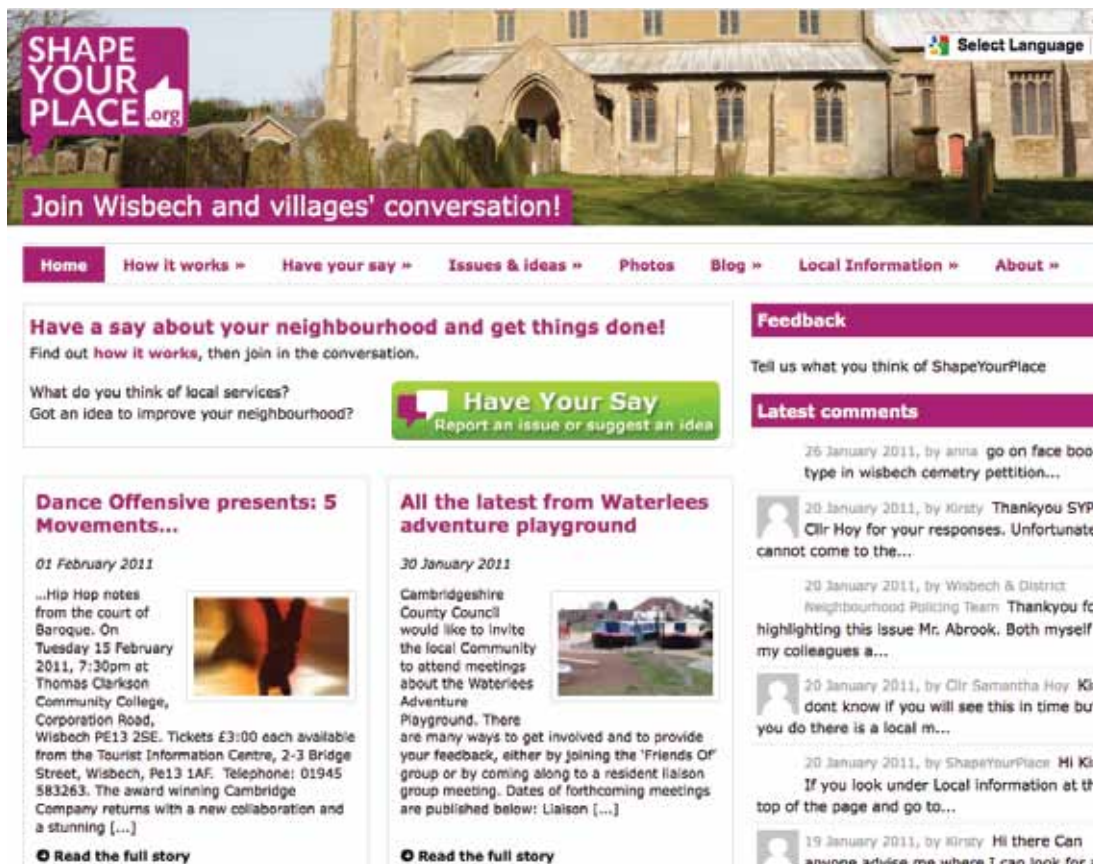 SHAPE
YOUR
PLACE .org
Select Language
Join Wisbech and villages' conversation!
Home How it works » Have your say » Issues & ideas » Photos Blog » Local Information » About »
Have a say about your neighbourhood and get things done!
Find out how it works, then join in the conversation.
What do you think of local services?
Got an idea to improve your neighbourhood?
Have Your Say
Report an issue or suggest an idea
Dance Offensive presents: 5
Movements...
01 February 2011
...Hip Hop notes
from the court of
Baroque. On
Tuesday 15 February
2011, 7:30pm at
Thomas Clarkson
Community College,
Corporation Road,
Wisbech PE13 2SE. Tickets £3:00 each available
from the Tourist Information Centre, 2-3 Bridge
Street, Wisbech, Pe13 1AF. Telephone: 01945
583263. The award winning Cambridge
Company returns with a new collaboration and
a stunning [...]
Read the full story
All the latest from Waterlees
adventure playground
30 January 2011
Cambridgeshire
County Council
would like to invite
the local Community
to attend meetings
about the Waterlees
Adventure
Playground. There
are many ways to get involved and to provide
your feedback, either by joining the 'Friends Of'
group or by coming along to a resident liaison
group meeting. Dates of forthcoming meetings
are published below: Liaison [...]
Read the full story
Feedback
Tell us what you think of ShapeYourPlace
Latest comments
26 January 2011, by anna go on face boo
type in wisbech cemetry pettition...
20 January 2011, by Kirsty Thankyou SYP
Cllr Hoy for your responses. Unfortunate
cannot come to the...
20 January 2011, by Wisbech & District
Neighbourhood Policing Team Thankyou fo
highlighting this issue Mr. Abrook. Both myself
my colleagues a...
20 January 2011, by Cllr Samantha Hoy Ki
dont know if you will see this in time but
you do there is a local m...
20 January 2011, by ShapeYourPlace Hi Ki
If you look under Local information at th
top of the page and go to...
19 January 2011, by Kirsty Hi there Can
anyone advise me where I can look for a